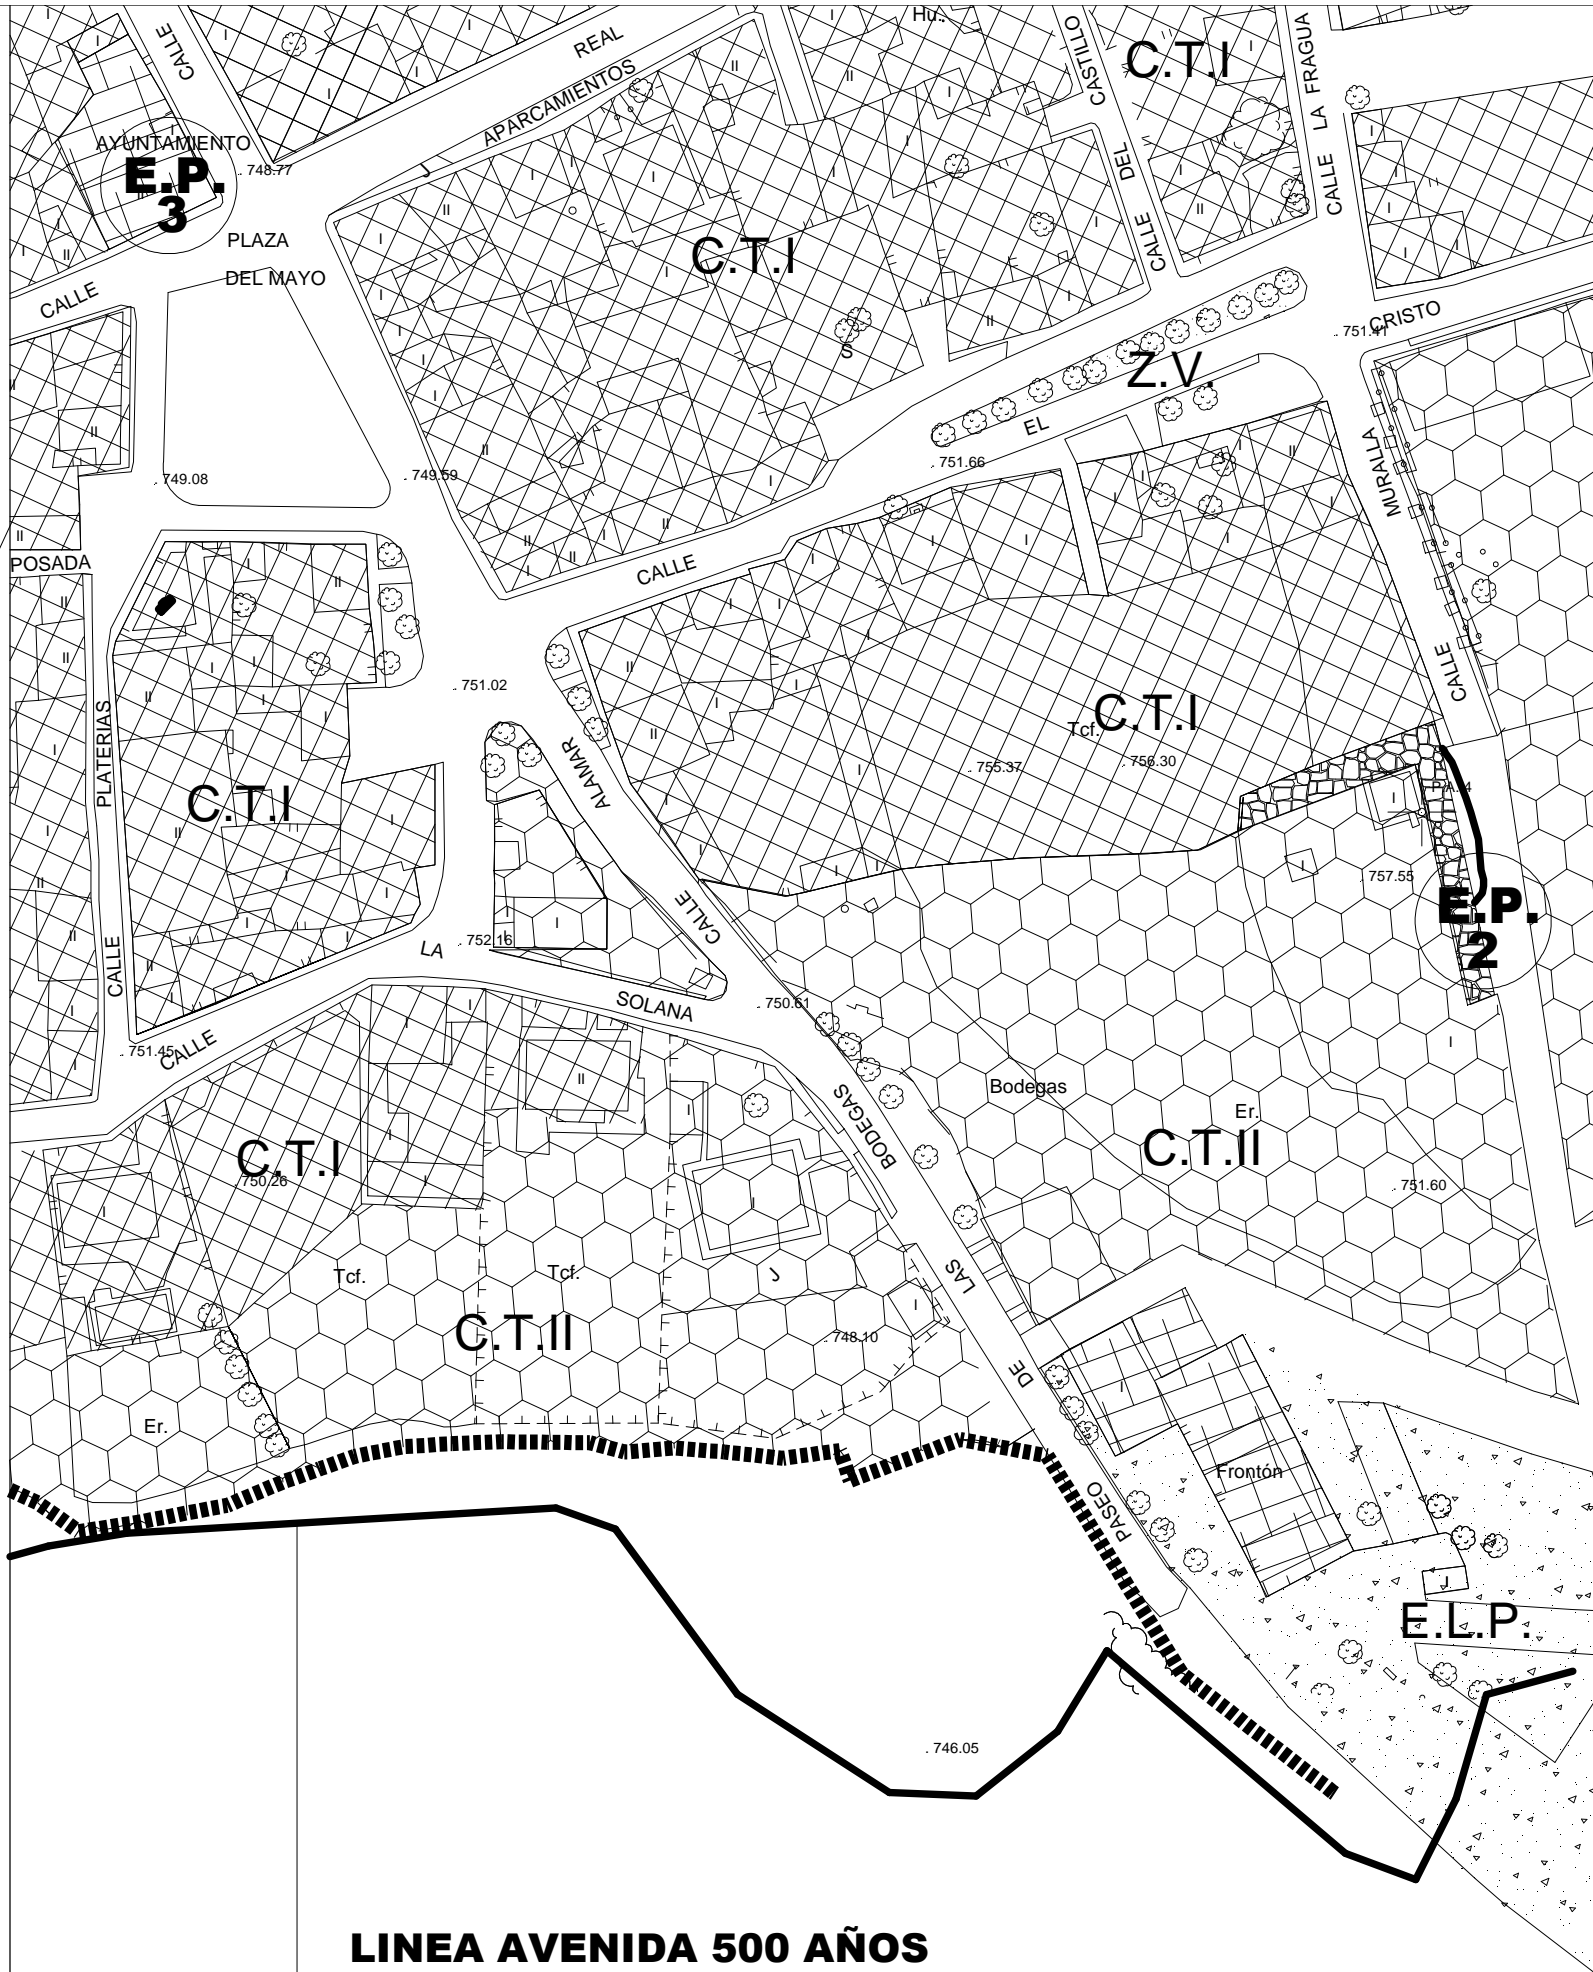 CALLE
REAL
APARCAMIENTOS
J
Hu.
CASTILLO
DEL
CALLE
C.T.I
CALLE LA FRAGUA
AYUNTAMIENTO
E.P.
3
. 748.77
PLAZA
DEL MAYO
CALLE
C.T.I
S
CRISTO
. 751.41
Z.V.
EL
. 751.66
MURALLA
CALLE
. 749.08
. 749.59
CALLE
POSADA
. 751.02
PLATERIAS
CALLE
C.T.I
ALAMAR
CALLE
C.T.I
Tcf.
. 755.37
. 756.30
P.A. 4
. 757.55
E.P.
2
LA
. 752.16
SOLANA
. 750.61
. 751.45
CALLE
Bodegas
Er.
C.T.II
. 751.60
C.T.I
750.26
BODEGAS
LAS
DE
PASEO
Tcf.
Tcf.
J
C.T.II
. 748.10
Er.
Frontón
E.L.P.
. 746.05
LINEA AVENIDA 500 AÑOS